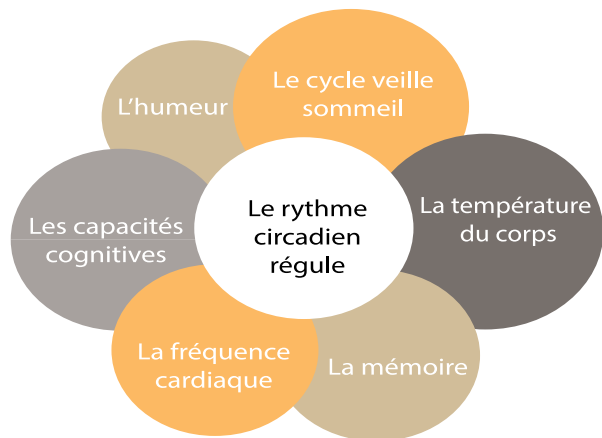 Le rythme
circadien
régule
Le cycle veille
sommeil
La température
du corps
La mémoire
La fréquence
cardiaque
Les capacités
cognitives
L'humeur